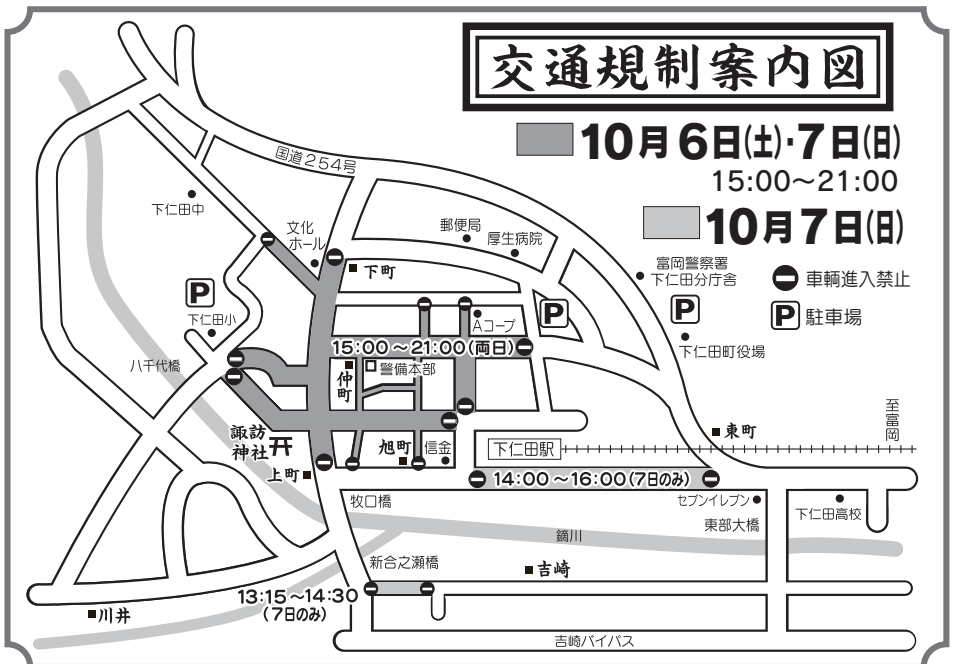 交通規制案内図
10月6日(土)・7日(日)
15:00～21:00
10月7日(日)
車輌進入禁止
P 駐車場
国道254号
下仁田中
文化
ホール
郵便局
厚生病院
富岡警察署
下仁田分庁舎
下町
P
下仁田小
Aコープ
P
P
下仁田町役場
15:00～21:00(両日)
八千代橋
仲町
警備本部
至富岡
諏訪
神社
旭町
信金
下仁田駅
東町
上町
14:00～16:00(7日のみ)
牧口橋
セブンイレブン
東部大橋
下仁田高校
鏑川
新合之瀬橋
吉崎
13:15～14:30
(7日のみ)
川井
吉崎バイパス